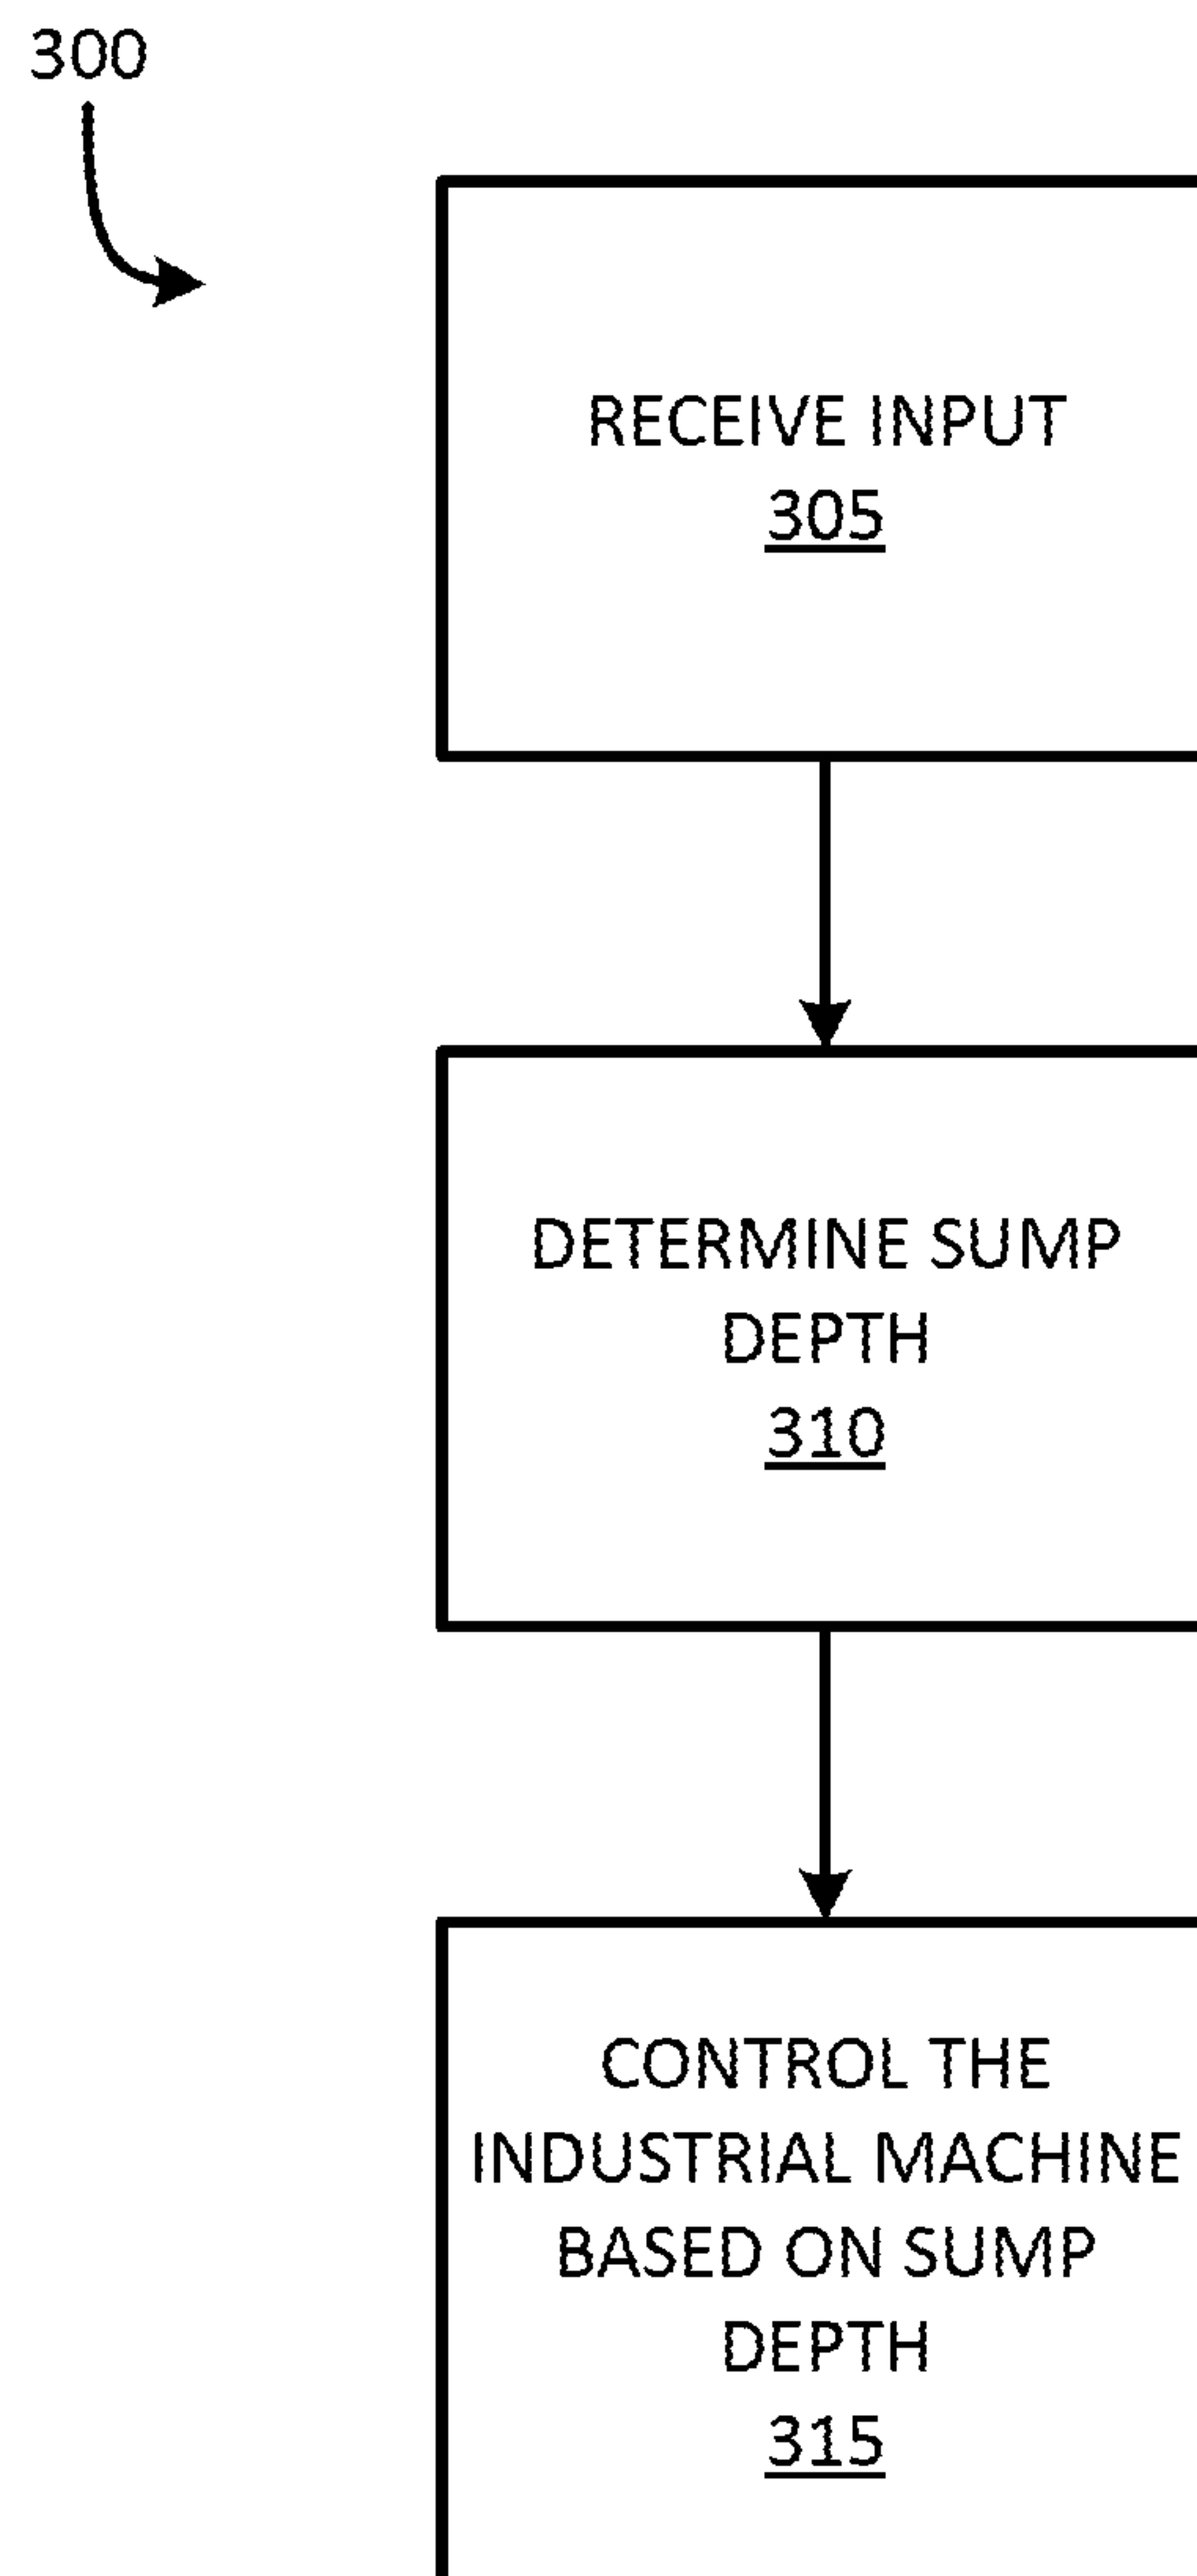 300
RECEIVE INPUT
305
DETERMINE SUMP
DEPTH
310
CONTROL THE
INDUSTRIAL MACHINE
BASED ON SUMP
DEPTH
315